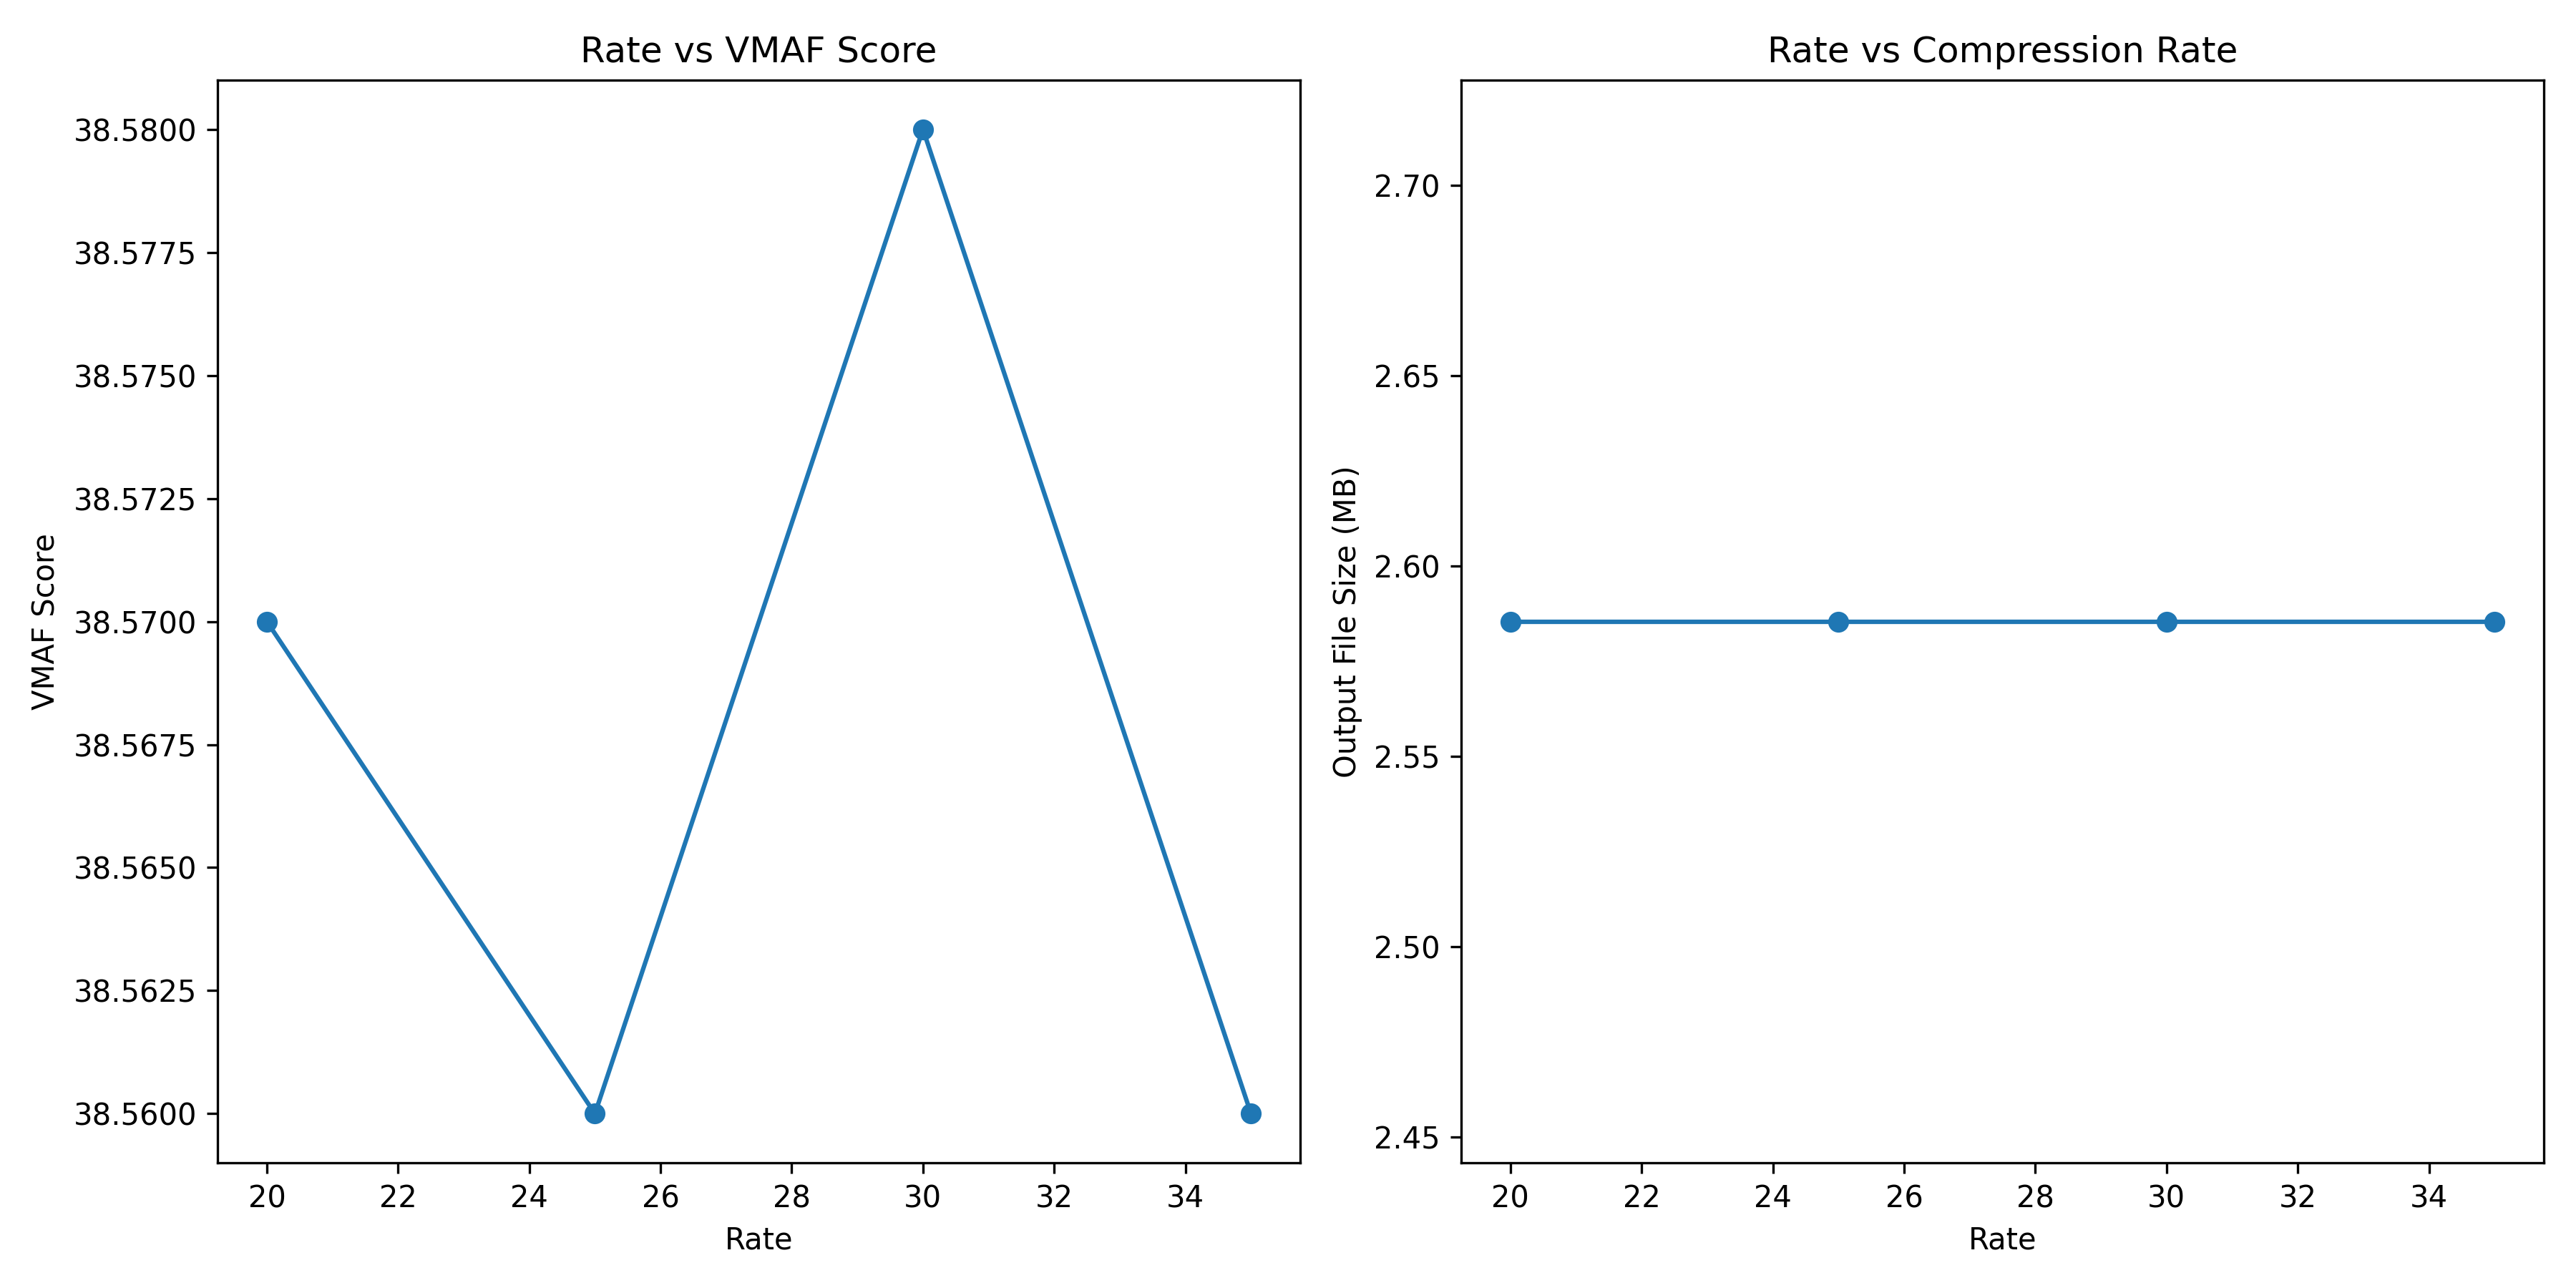 Rate vs VMAF Score
38.5800
38.5775
38.5750
38.5725
38.5700
38.5675
38.5650
38.5625
38.5600
VMAF Score
20 22 24 26 28 30 32 34
Rate
Rate vs Compression Rate
2.70
2.65
2.60
2.55
2.50
2.45
Output File Size (MB)
20 22 24 26 28 30 32 34
Rate